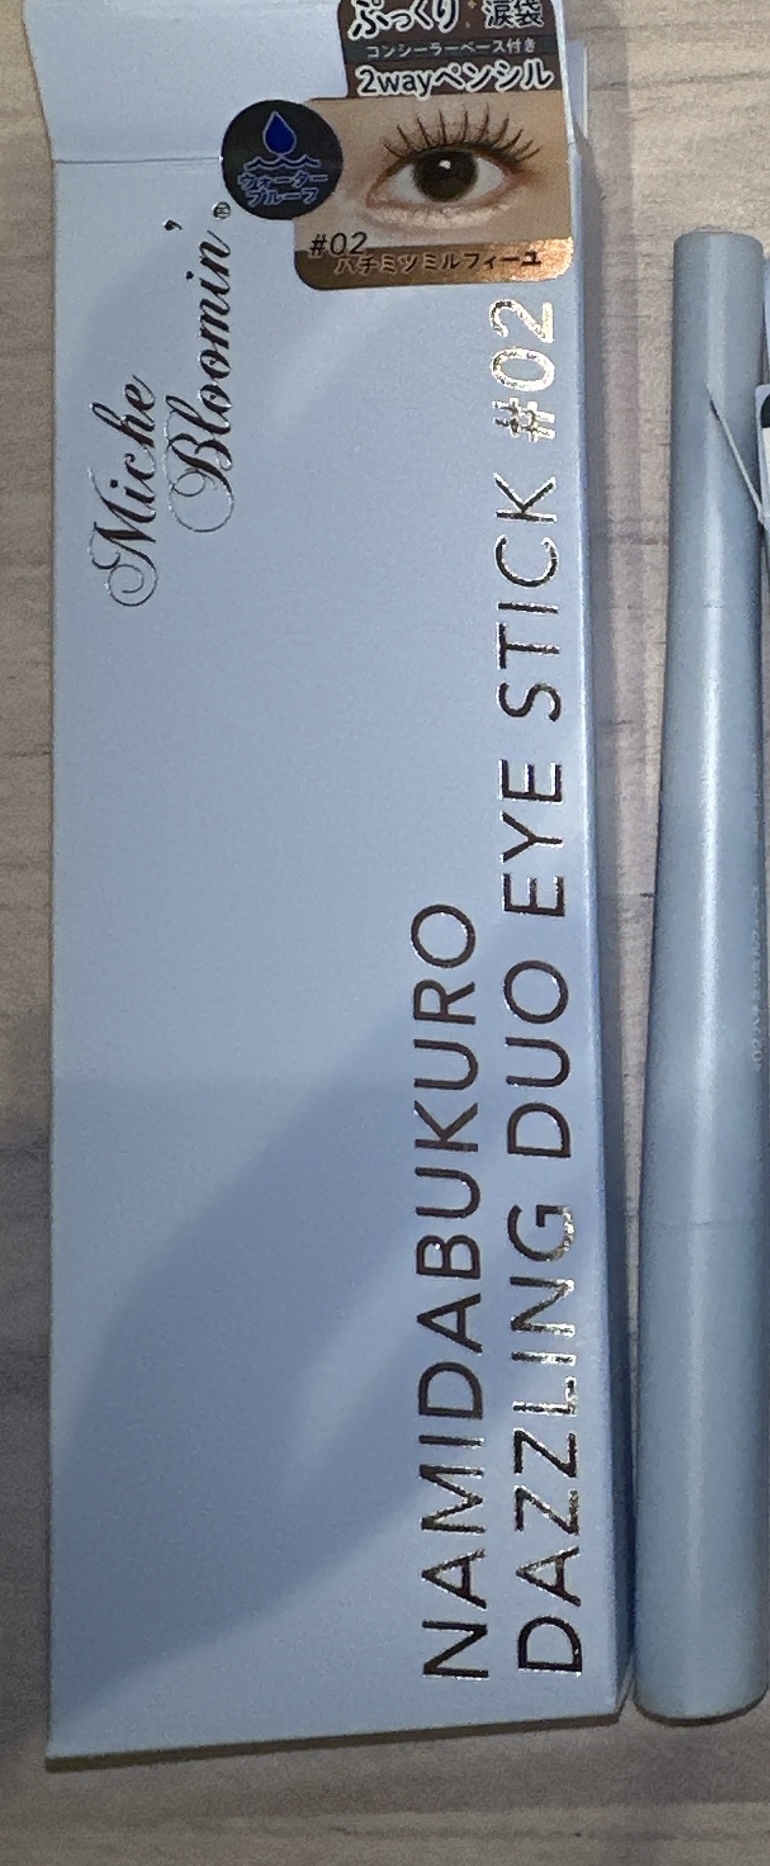 ぷっくり 涙袋
コンシーラーベース付き
2wayペンシル
ウォーター
プルーフ
#02
ハチミツミルフィーユ
Miche
Bloomin'®
NAMIDABUKURO
DAZZLING DUO EYE STICK #02